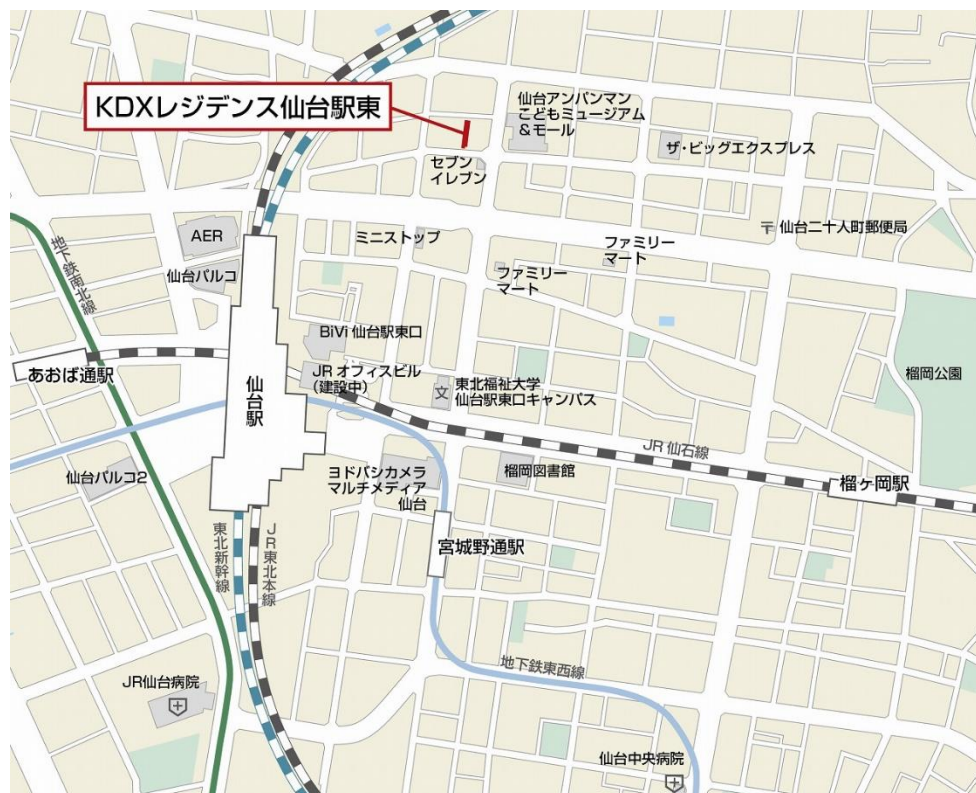 KDXレジデンス仙台駅東
仙台アンパンマン
こどもミュージアム
&モール
ザ・ビッグエクスプレス
セブン
イレブン
AER
ミニストップ
ファミリー
マート
〒仙台二十人町郵便局
仙台パルコ
ファミリー
マート
地下鉄南北線
BiVi 仙台駅東口
あおば通駅
仙台駅
JR オフィスビル
(建設中)
文
東北福祉大学
仙台駅東口キャンパス
榴岡公園
JR 仙石線
仙台パルコ2
ヨドバシカメラ
マルチメディア
仙台
榴岡図書館
榴ヶ岡駅
東北新幹線
JR東北本線
宮城野通駅
地下鉄東西線
JR仙台病院
仙台中央病院